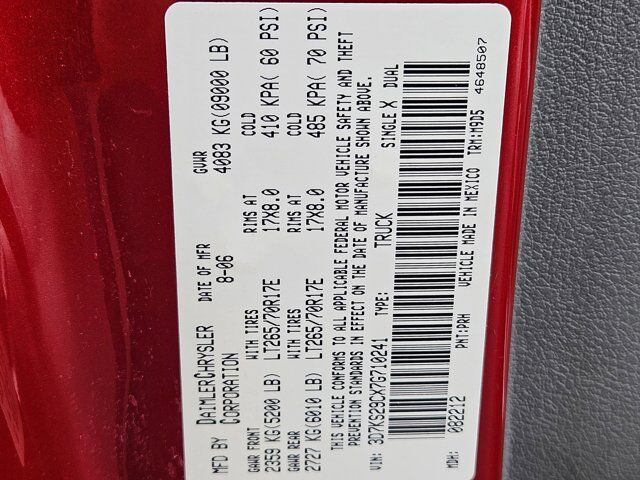 MFD BY DAIMLERCHRYSLER CORPORATION DATE OF MFR 8-06 GVWR 4083 KG(09000 LB)
GAWR FRONT WITH TIRES RIMS AT COLD
2359 KG(5200 LB) LT265/70R17E 17X8.0 410 KPA( 60 PSI)
GAWR REAR WITH TIRES RIMS AT COLD
2727 KG(6010 LB) LT265/70R17E 17X8.0 485 KPA( 70 PSI)
THIS VEHICLE CONFORMS TO ALL APPLICABLE FEDERAL MOTOR VEHICLE SAFETY AND THEFT
PREVENTION STANDARDS IN EFFECT ON THE DATE OF MANUFACTURE SHOWN ABOVE.
VIN: 3D7KS29CX7G710241 TYPE: TRUCK SINGLE X DUAL
MDH: 082212 PNT:PRH VEHICLE MADE IN MEXICO TRM:M9D5 4648507